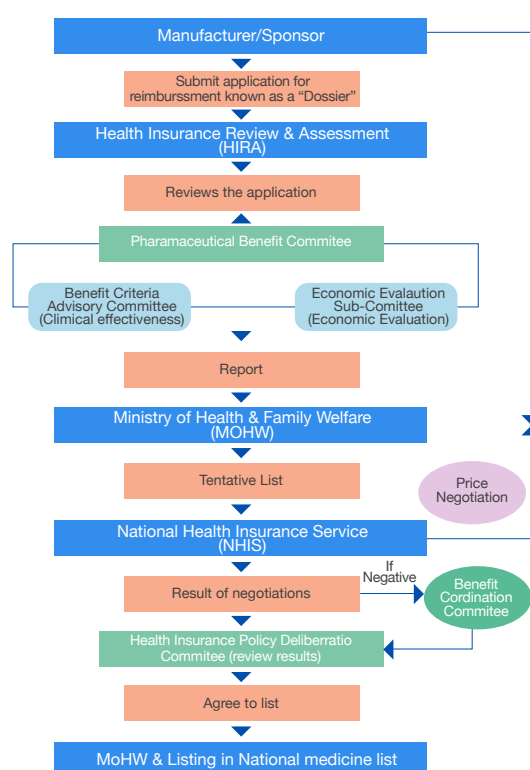 Manufacturer/Sponsor
Submit application for
reimburssment known as a “Dossier”
Health Insurance Review & Assessment
(HIRA)
Reviews the application
Pharamaceutical Benefit Commitee
Benefit Criteria
Advisory Committee
(Clinical effectiveness)
Economic Evalaution
Sub-Comittee
(Economic Evaluation)
Report
Ministry of Health & Family Welfare
(MOHW)
Tentative List
Price
Negotiation
National Health Insurance Service
(NHIS)
If
Negative
Result of negotiations
Benefit
Cordination
Commitee
Health Insurance Policy Deliberratio
Commitee (review results)
Agree to list
MoHW & Listing in National medicine list